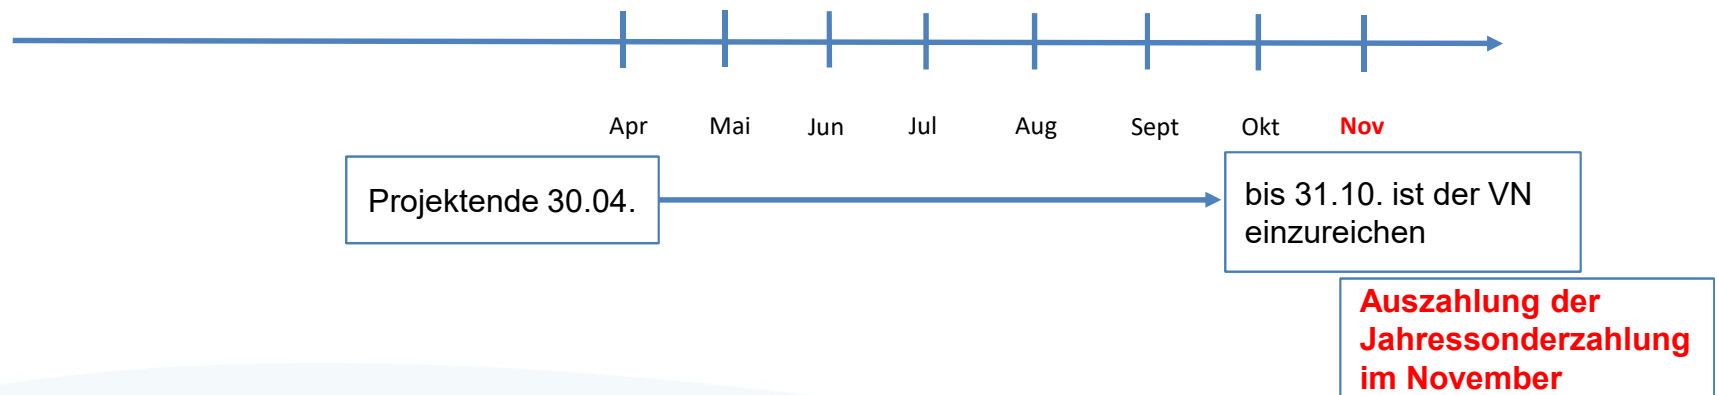 Apr Mai Jun Jul Aug Sept Okt Nov
Projektende 30.04.
bis 31.10. ist der VN
einzureichen
Auszahlung der
Jahressonderzahlung
im November